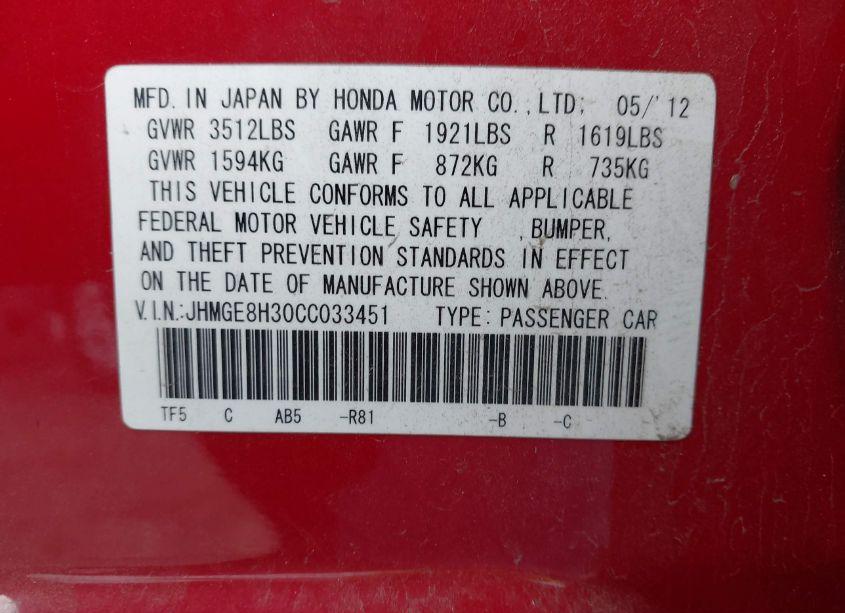 MFD. IN JAPAN BY HONDA MOTOR CO., LTD; 05/'12
GVWR 3512LBS GAWR F 1921LBS R 1619LBS
GVWR 1594KG GAWR F 872KG R 735KG
THIS VEHICLE CONFORMS TO ALL APPLICABLE
FEDERAL MOTOR VEHICLE SAFETY , BUMPER,
AND THEFT PREVENTION STANDARDS IN EFFECT
ON THE DATE OF MANUFACTURE SHOWN ABOVE.
V.I.N.:JHMGE8H30CC033451 TYPE: PASSENGER CAR
TF5 C AB5 -R81 -B -C